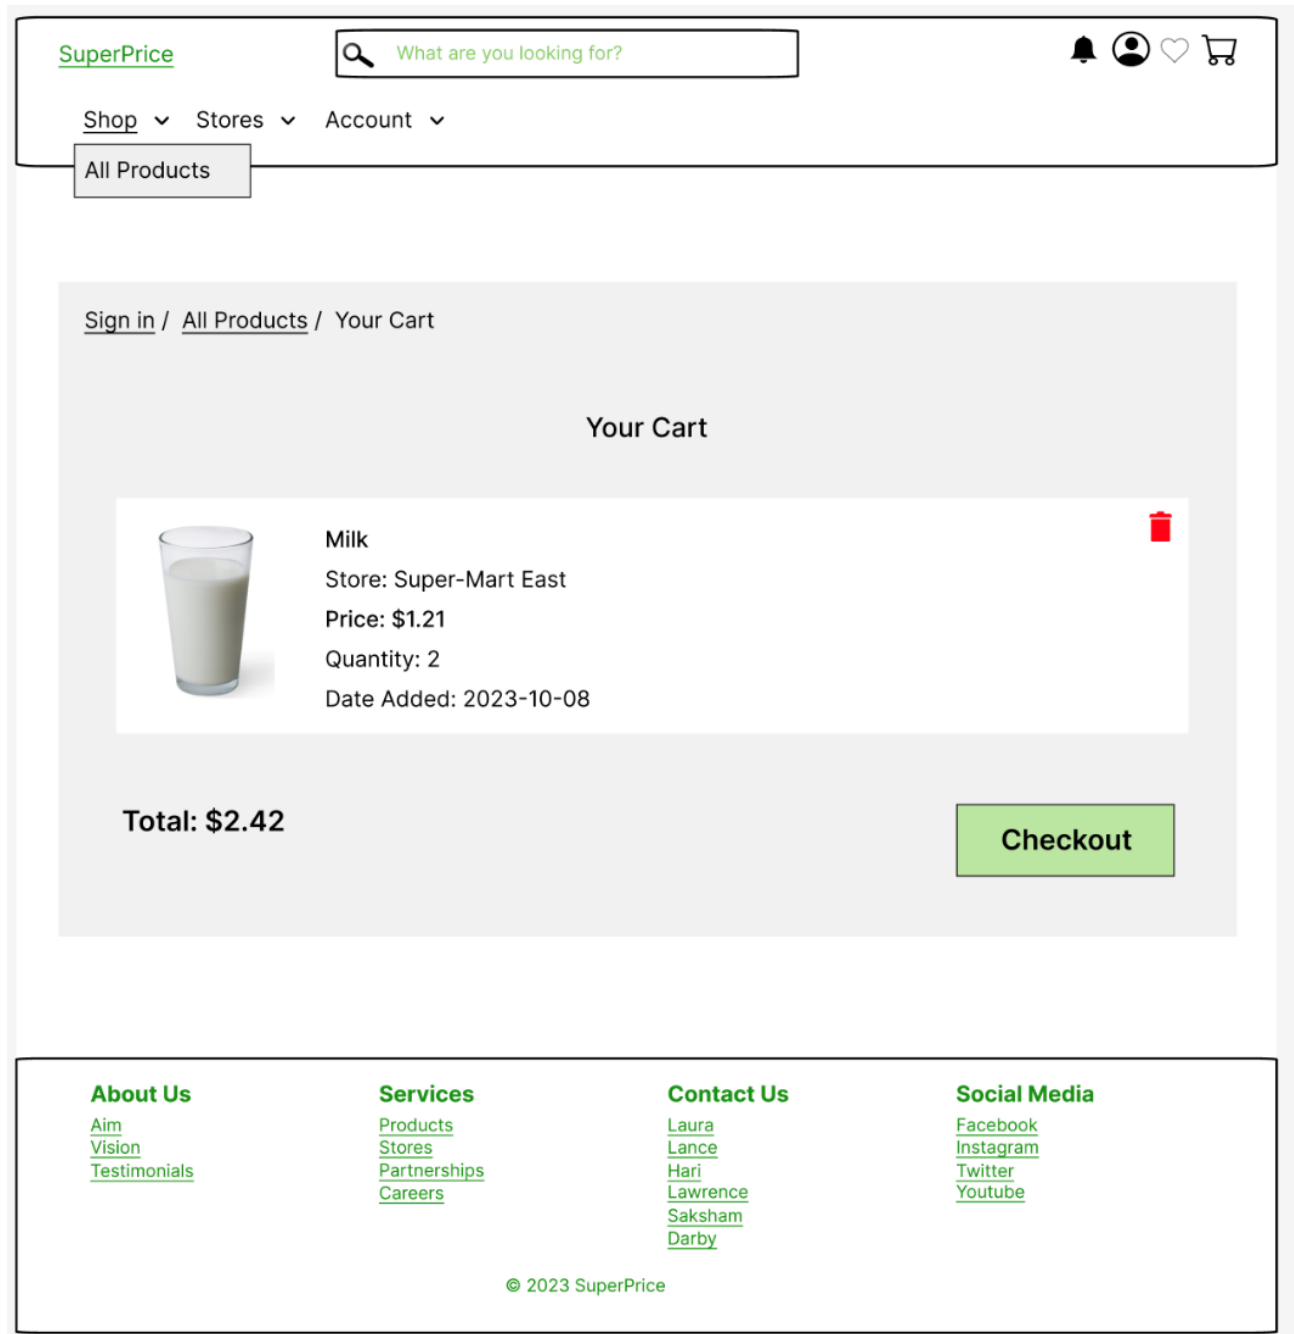 SuperPrice
What are you looking for?
Shop Stores Account
All Products
Sign in / All Products / Your Cart
Your Cart
Milk
Store: Super-Mart East
Price: $1.21
Quantity: 2
Date Added: 2023-10-08
Total: $2.42
Checkout
About Us
Aim
Vision
Testimonials
Services
Products
Stores
Partnerships
Careers
Contact Us
Laura
Lance
Hari
Lawrence
Saksham
Darby
Social Media
Facebook
Instagram
Twitter
Youtube
© 2023 SuperPrice